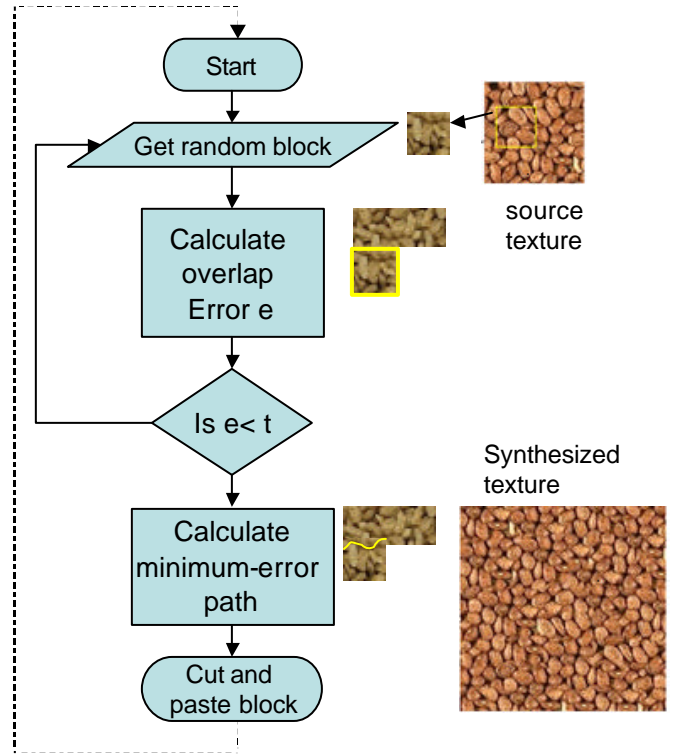 Start
Get random block
source
texture
Calculate
overlap
Error e
Is e< t
Synthesized
texture
Calculate
minimum-error
path
Cut and
paste block